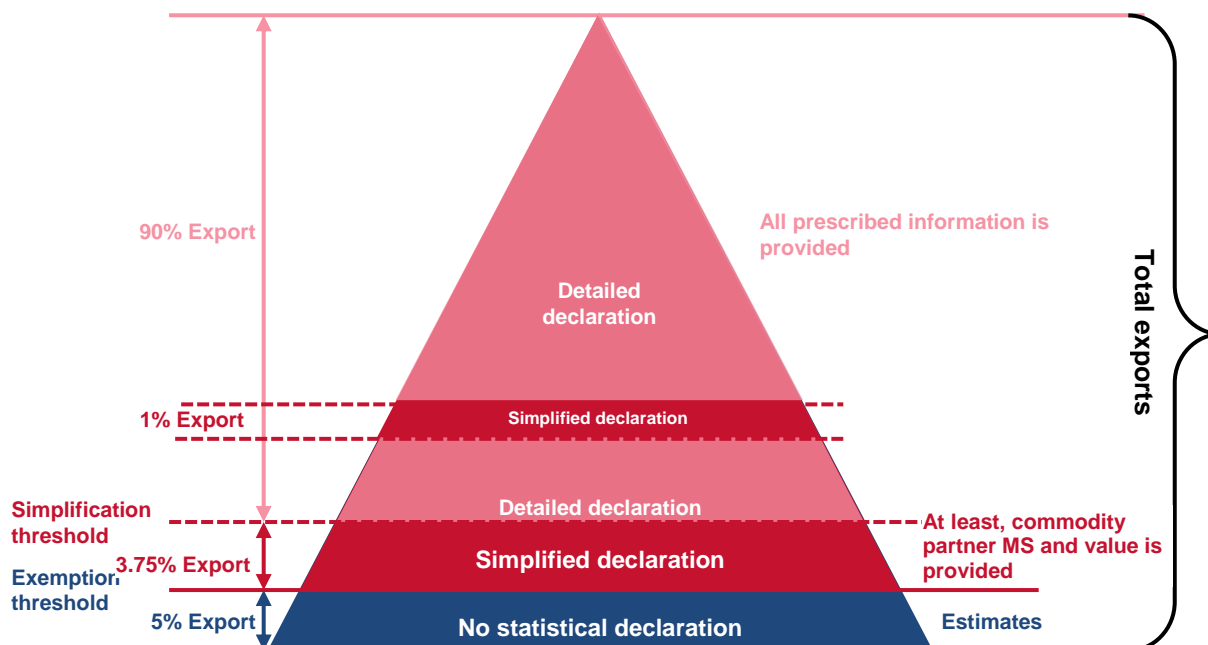 90% Export
All prescribed information is
provided
Detailed
declaration
Total exports
1% Export
Simplified declaration
Detailed declaration
Simplification
threshold
At least, commodity
partner MS and value is
provided
3.75% Export
Simplified declaration
Exemption
threshold
5% Export
No statistical declaration
Estimates